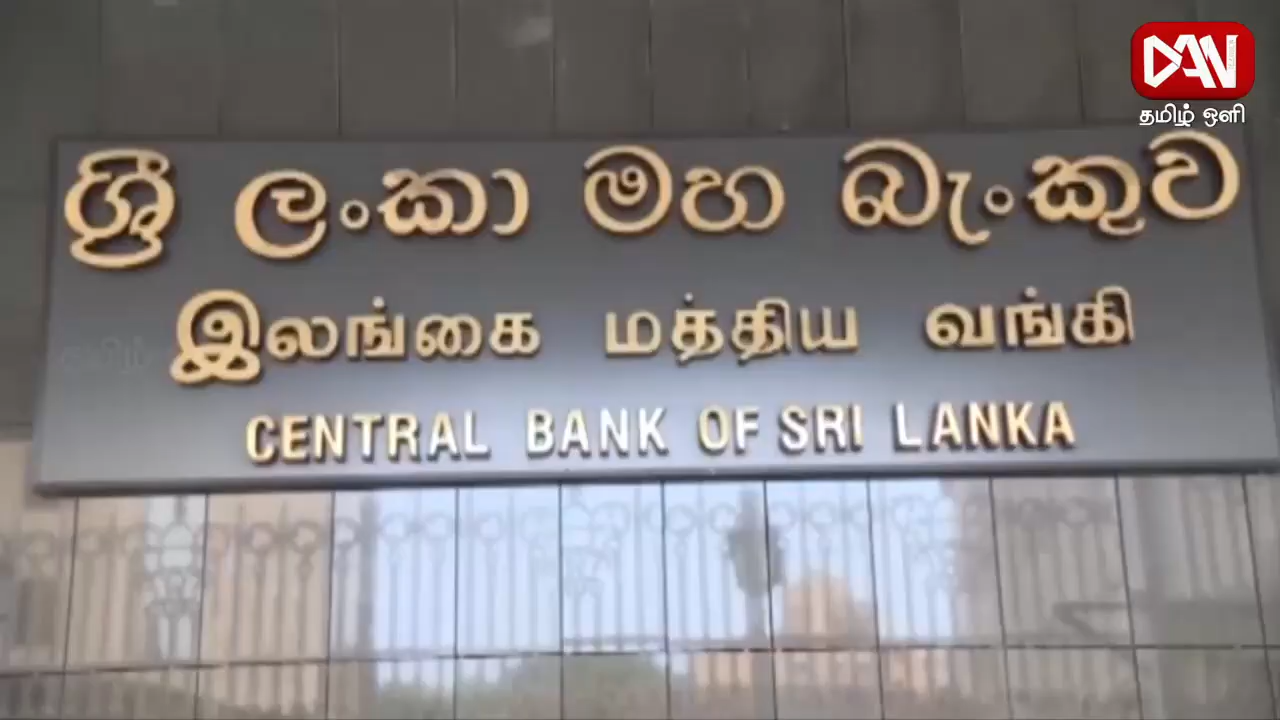 DAN
தமிழ் ஒளி
ශ්‍රී ලංකා මහ බැංකුව
இலங்கை மத்திய வங்கி
CENTRAL BANK OF SRI LANKA